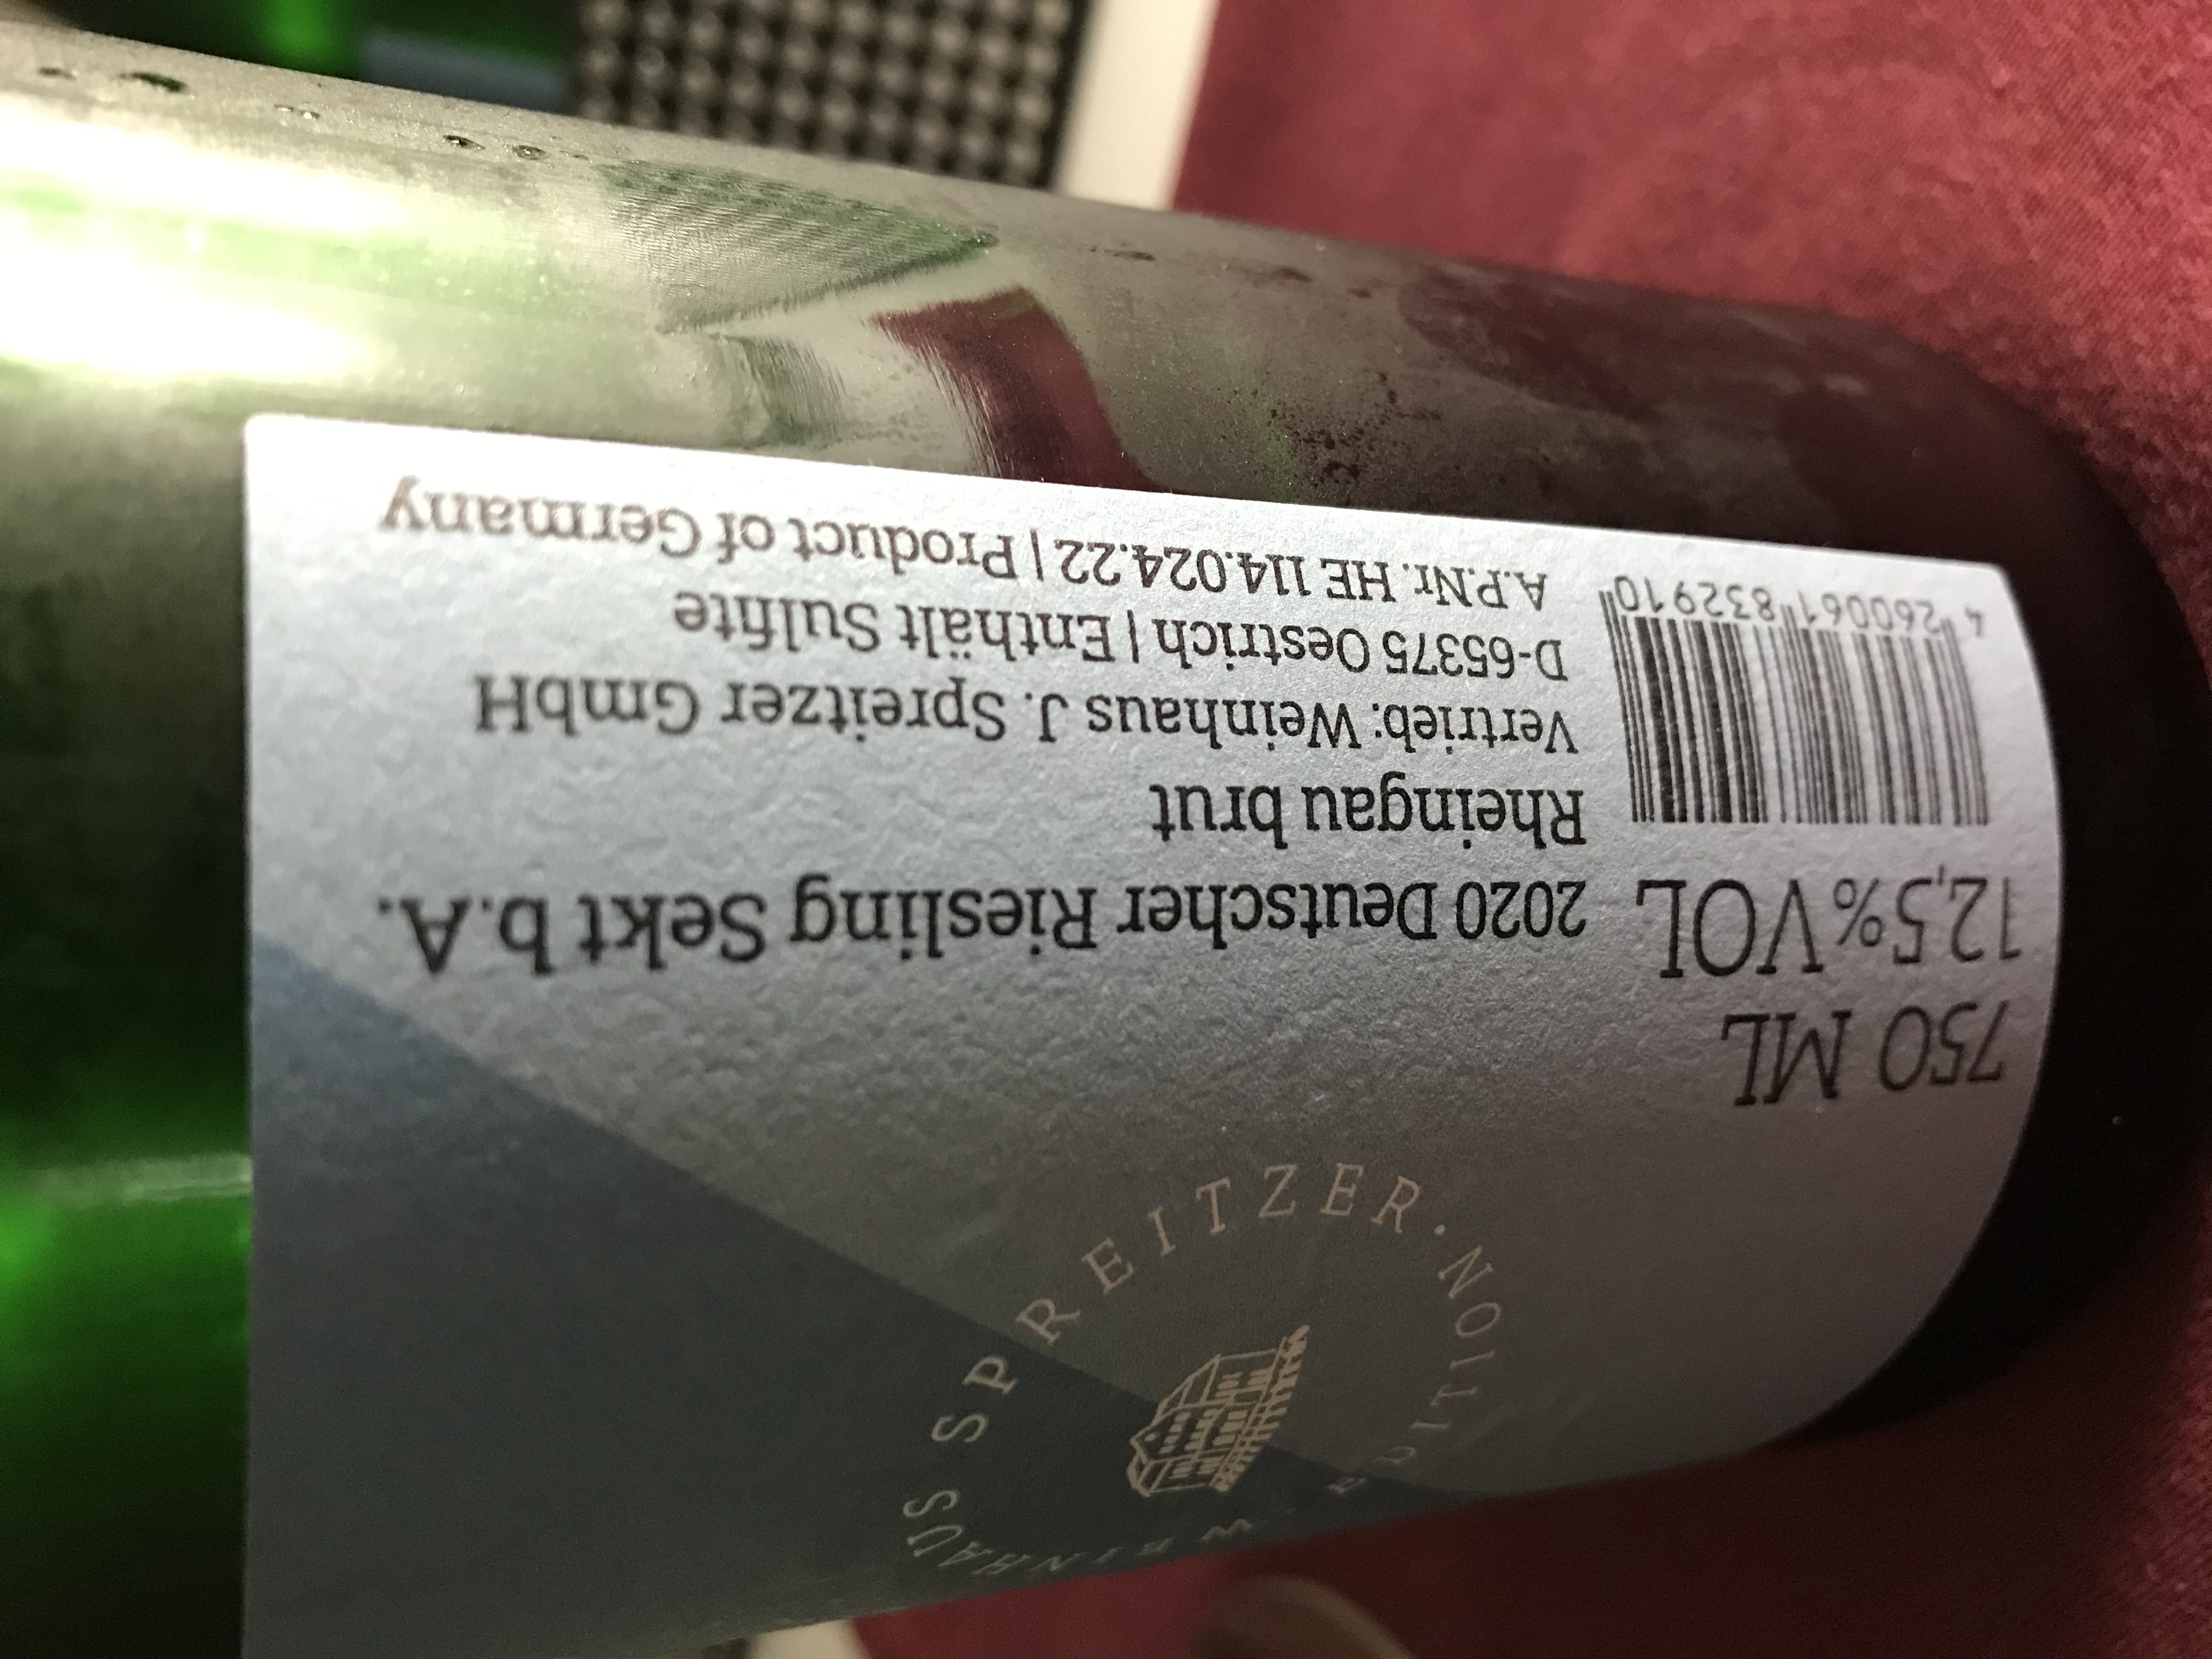 WEINHAUS SPREITZER · EDITION ·
750 ML
12,5%VOL
2020 Deutscher Riesling Sekt b.A.
Rheingau brut
Vertrieb: Weinhaus J. Spreitzer GmbH
D-65375 Oestrich | Enthält Sulfite
A.P.Nr. HE 114.024.22 | Product of Germany
4 260061 832910